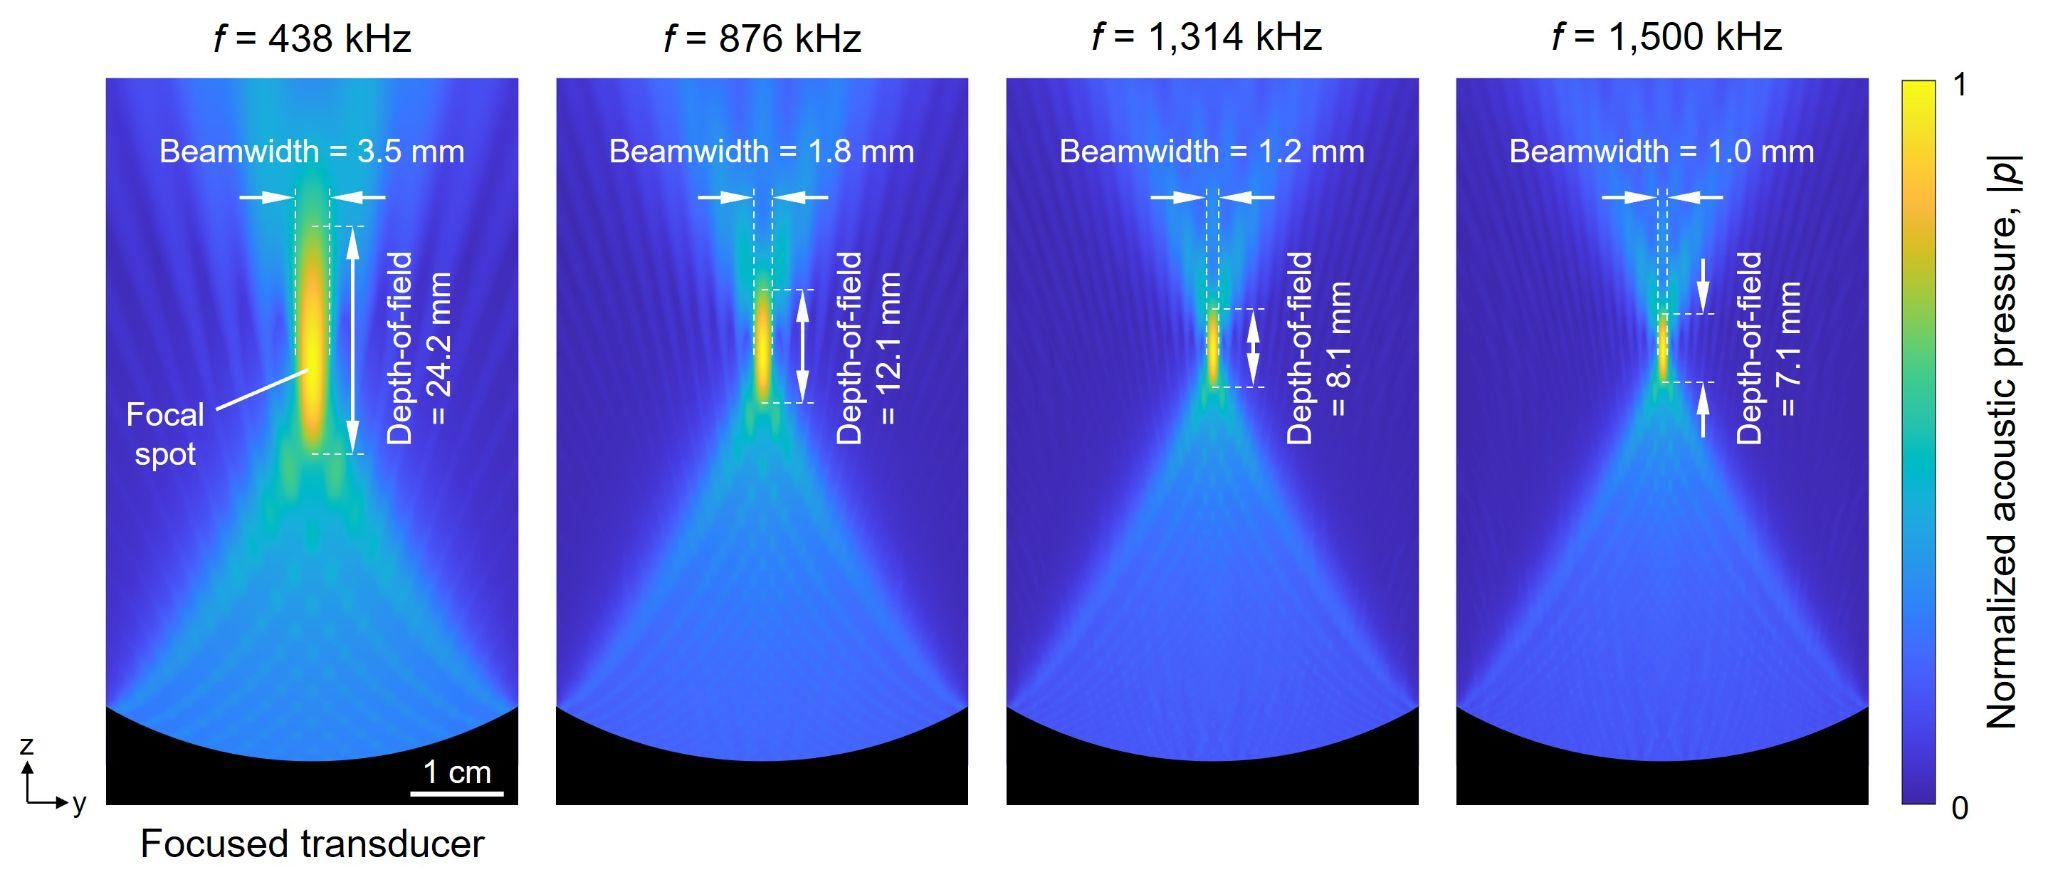 f = 438 kHz
f = 876 kHz
f = 1,314 kHz
f = 1,500 kHz
Beamwidth = 3.5 mm
Beamwidth = 1.8 mm
Beamwidth = 1.2 mm
Beamwidth = 1.0 mm
Depth-of-field
= 24.2 mm
Depth-of-field
= 12.1 mm
Depth-of-field
= 8.1 mm
Depth-of-field
= 7.1 mm
Focal
spot
1 cm
z
y
Focused transducer
1
Normalized acoustic pressure, |p|
0